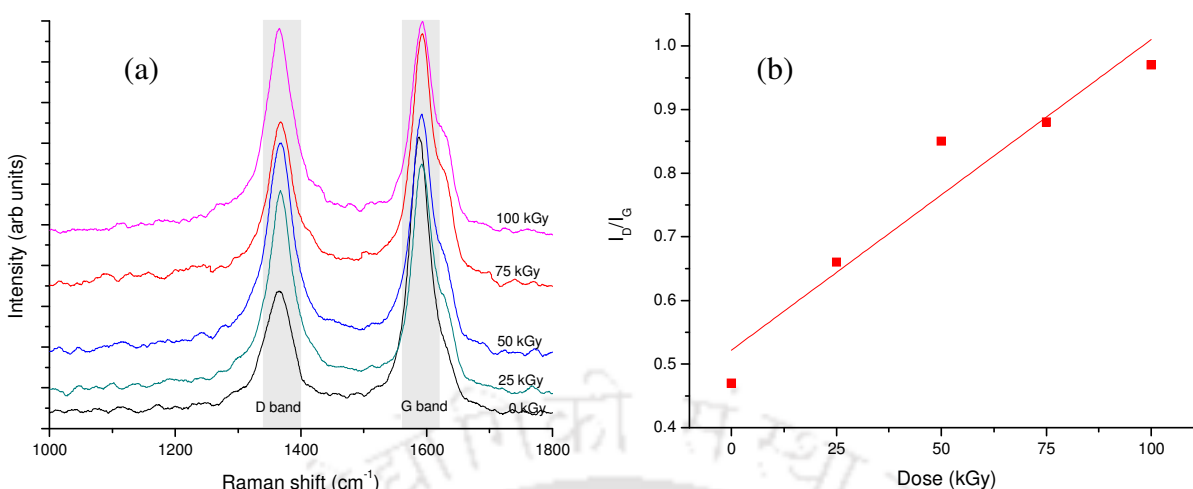 (a)
100 kGy
75 kGy
50 kGy
25 kGy
0 kGy
D band
G band
1000 1200 1400 1600 1800
Raman shift (cm-1)
Intensity (arb units)
(b)
1.0
0.9
0.8
0.7
0.6
0.5
0.4
0 25 50 75 100
Dose (kGy)
ID/IG